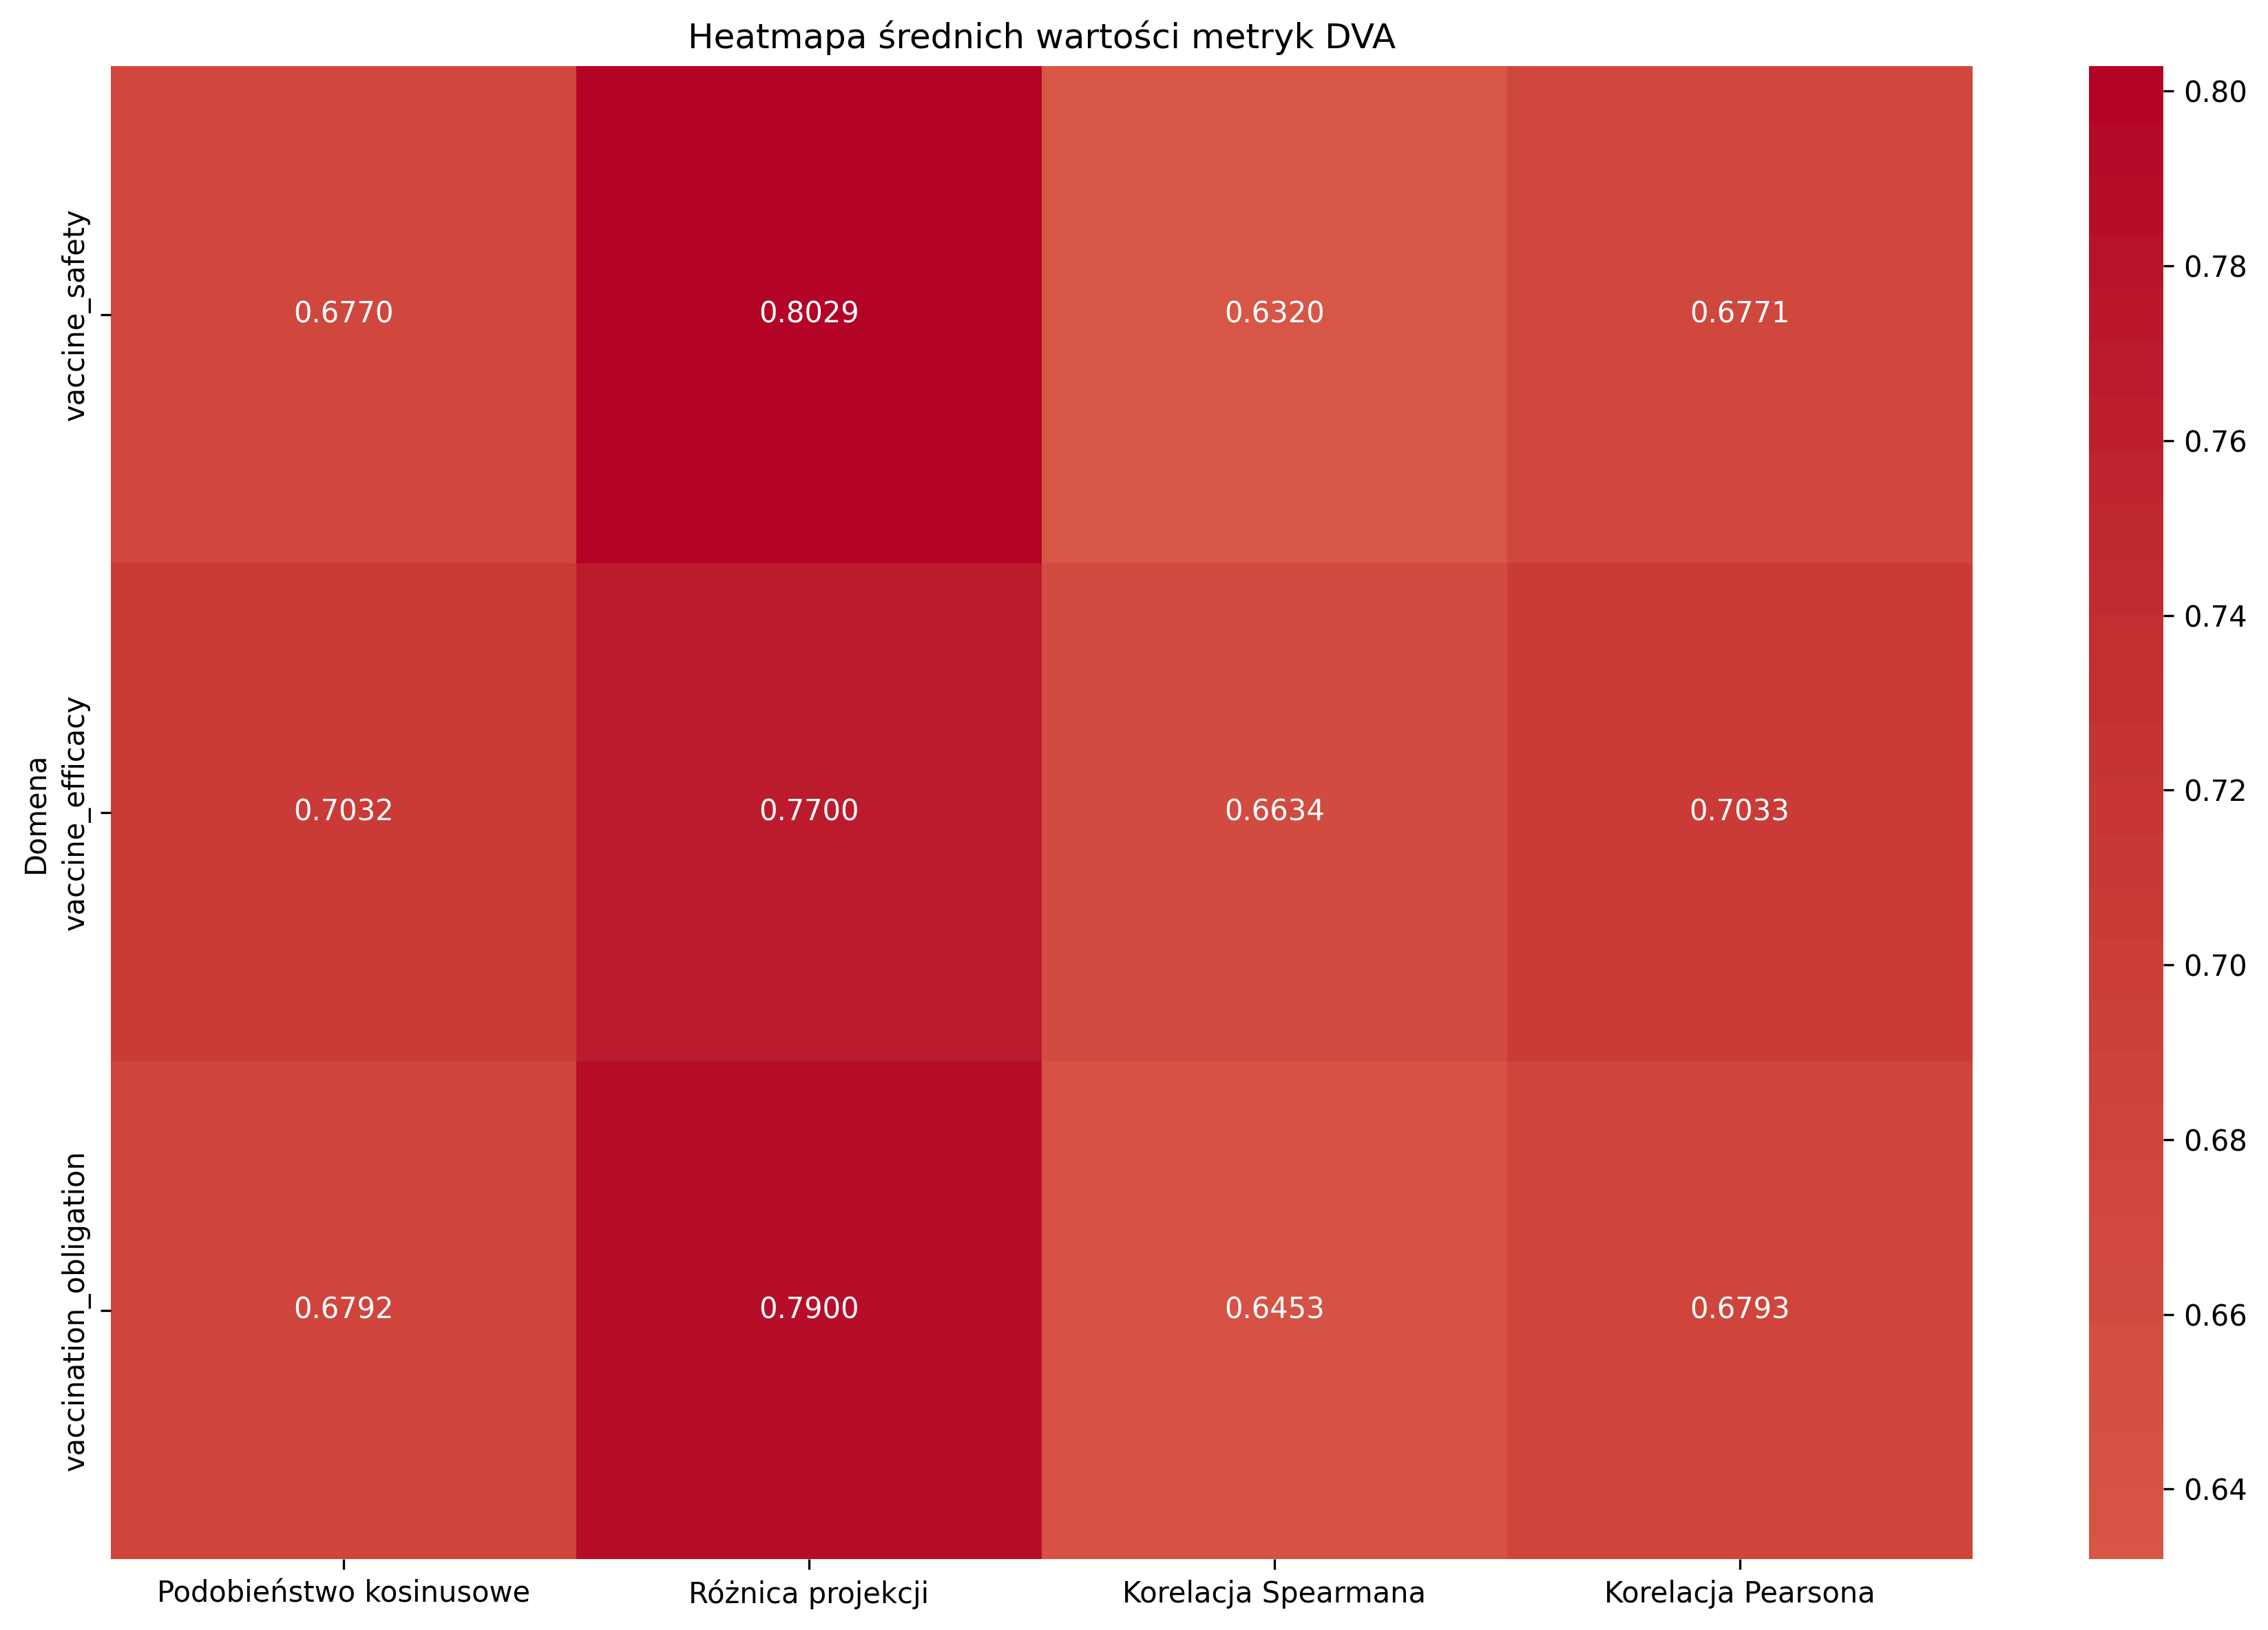 Heatmapa średnich wartości metryk DVA
Domena
vaccine_safety
0.6770 0.8029 0.6320 0.6771
vaccine_efficacy
0.7032 0.7700 0.6634 0.7033
vaccination_obligation
0.6792 0.7900 0.6453 0.6793
Podobieństwo kosinusowe Różnica projekcji Korelacja Spearmana Korelacja Pearsona
0.80
0.78
0.76
0.74
0.72
0.70
0.68
0.66
0.64